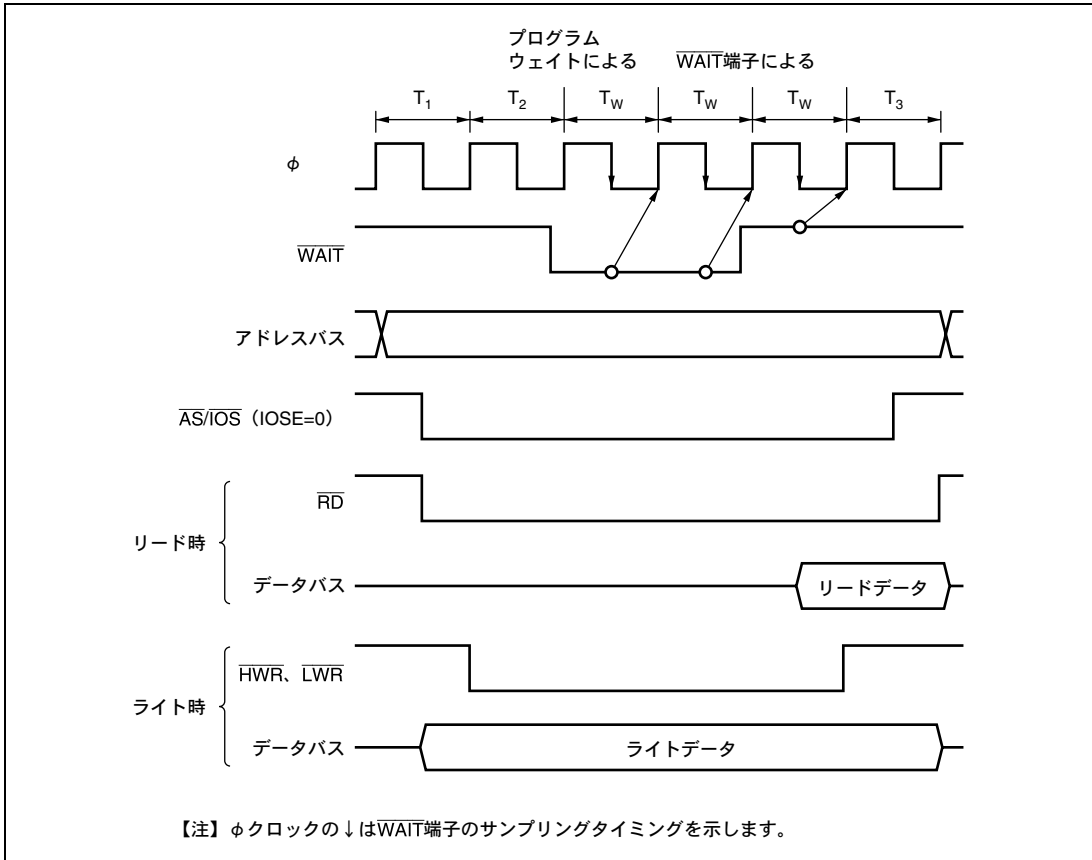 プログラム
ウェイトによる WAIT端子による
T1 T2 TW TW TW T3
φ
WAIT
アドレスバス
AS/IOS（IOSE=0）
RD
リード時
データバス リードデータ
HWR、LWR
ライト時
データバス ライトデータ
【注】φクロックの↓はWAIT端子のサンプリングタイミングを示します。